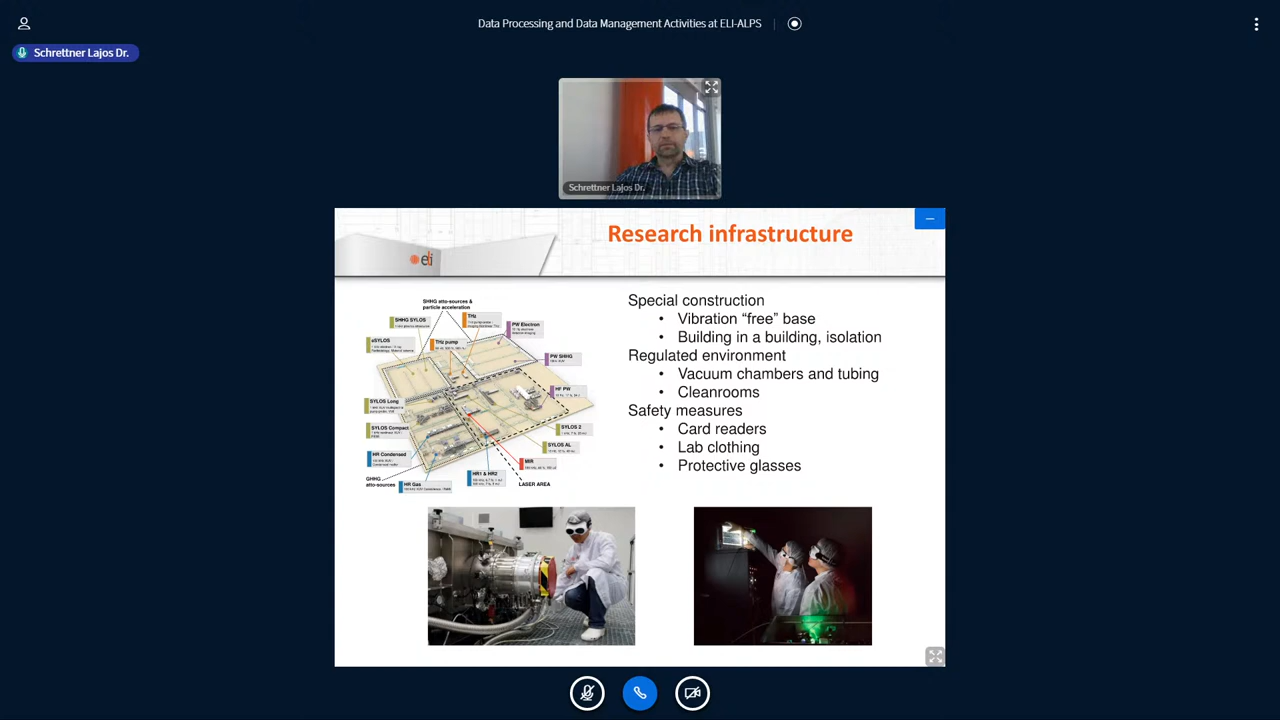 Data Processing and Data Management Activities at ELI-ALPS
Schrettner Lajos Dr.
Schrettner Lajos Dr.
Research infrastructure
eli
SHHG atto-sources &
particle acceleration
SHHG SYLOS
THz
PW Electron
eSYLOS
THz pump
PW SHHG
SYLOS Long
HF PW
SYLOS Compact
SYLOS 2
SYLOS AL
HR Condensed
MIR
HR1 & HR2
GHHG
atto-sources
HR Gas
LASER AREA
Special construction
• Vibration “free” base
• Building in a building, isolation
Regulated environment
• Vacuum chambers and tubing
• Cleanrooms
Safety measures
• Card readers
• Lab clothing
• Protective glasses